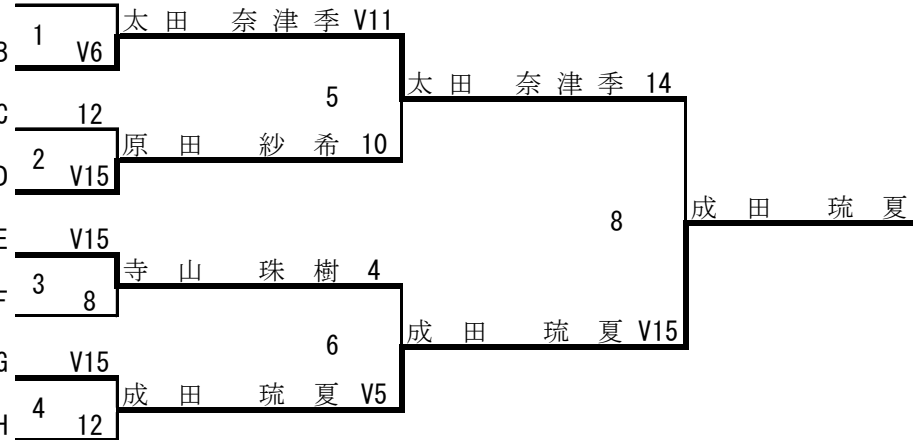 太田 奈津季 V11
1
B V6
5
太田 奈津季 14
C 12
原田 紗希 10
2
D V15
8
成田 琉夏
E V15
寺山 珠樹 4
3
F 8
6
成田 琉夏 V15
G V15
成田 琉夏 V5
4
H 12